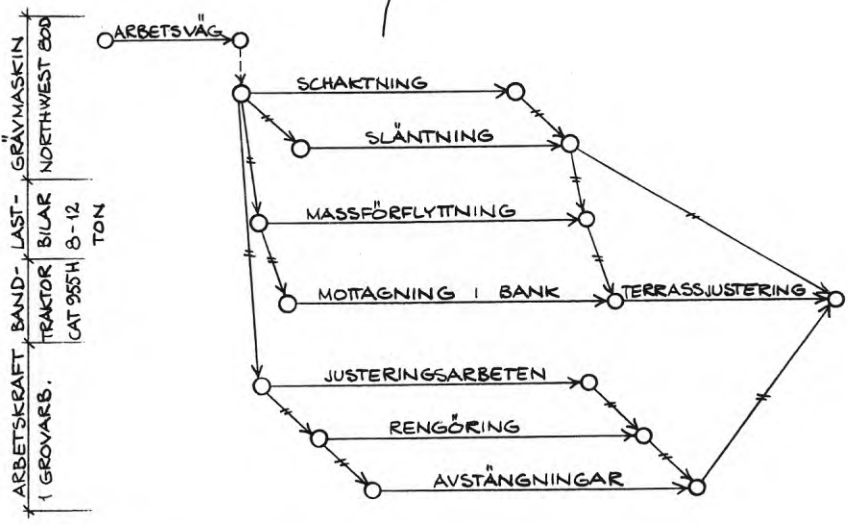 GRÄVMASKIN
NORTHWEST 80D
LAST-
BILAR
8-12
TON
BAND-
TRAKTOR
CAT 955H
ARBETSKRAFT
1 GROVARB.
ARBETSVÄG
SCHAKTNING
SLÄNTNING
MASSFÖRFLYTTNING
MOTTAGNING I BANK
TERRASSJUSTERING
JUSTERINGSARBETEN
RENGÖRING
AVSTÄNGNINGAR